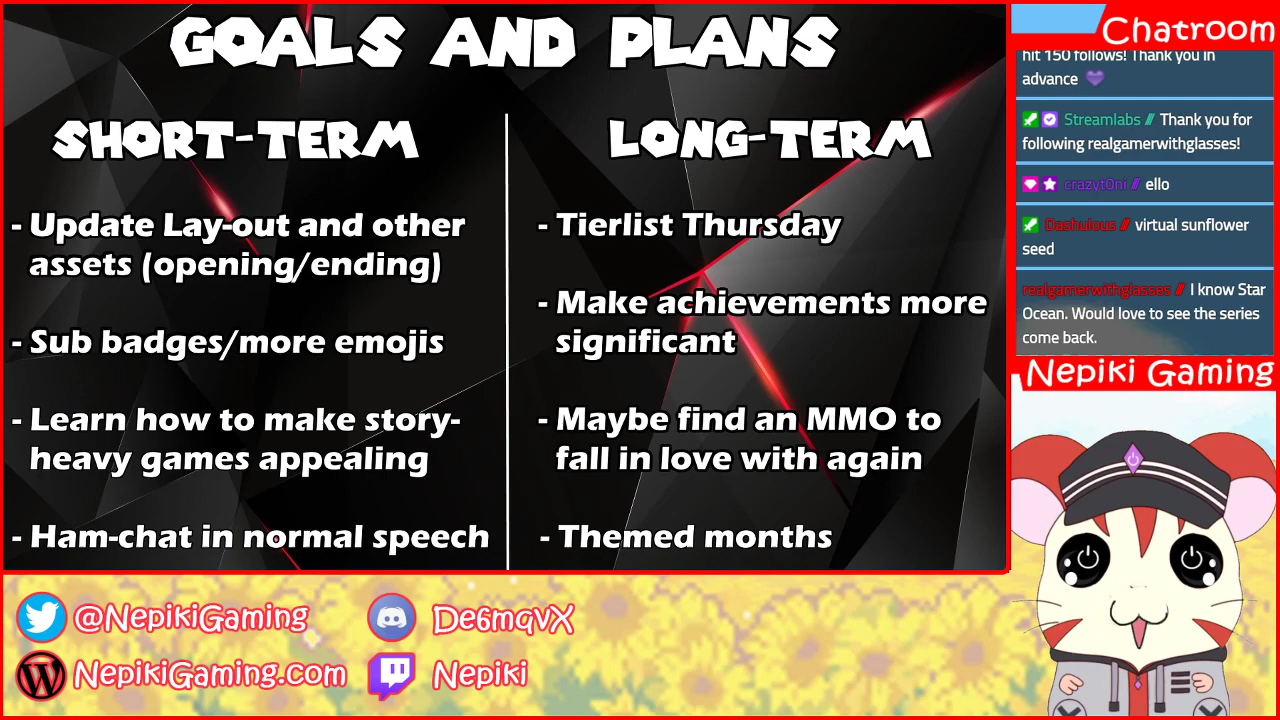 GOALS AND PLANS
SHORT-TERM
- Update Lay-out and other
assets (opening/ending)
- Sub badges/more emojis
- Learn how to make story-
heavy games appealing
- Ham-chat in normal speech
LONG-TERM
- Tierlist Thursday
- Make achievements more
significant
- Maybe find an MMO to
fall in love with again
- Themed months
Chatroom
hit 150 follows! Thank you in
advance
Streamlabs // Thank you for
following realgamerwithglasses!
crazyt0ni // ello
Dashulous // virtual sunflower
seed
realgamerwithglasses // I know Star
Ocean. Would love to see the series
come back.
Nepiki Gaming
@NepikiGaming
De6mqvX
NepikiGaming.com
Nepiki